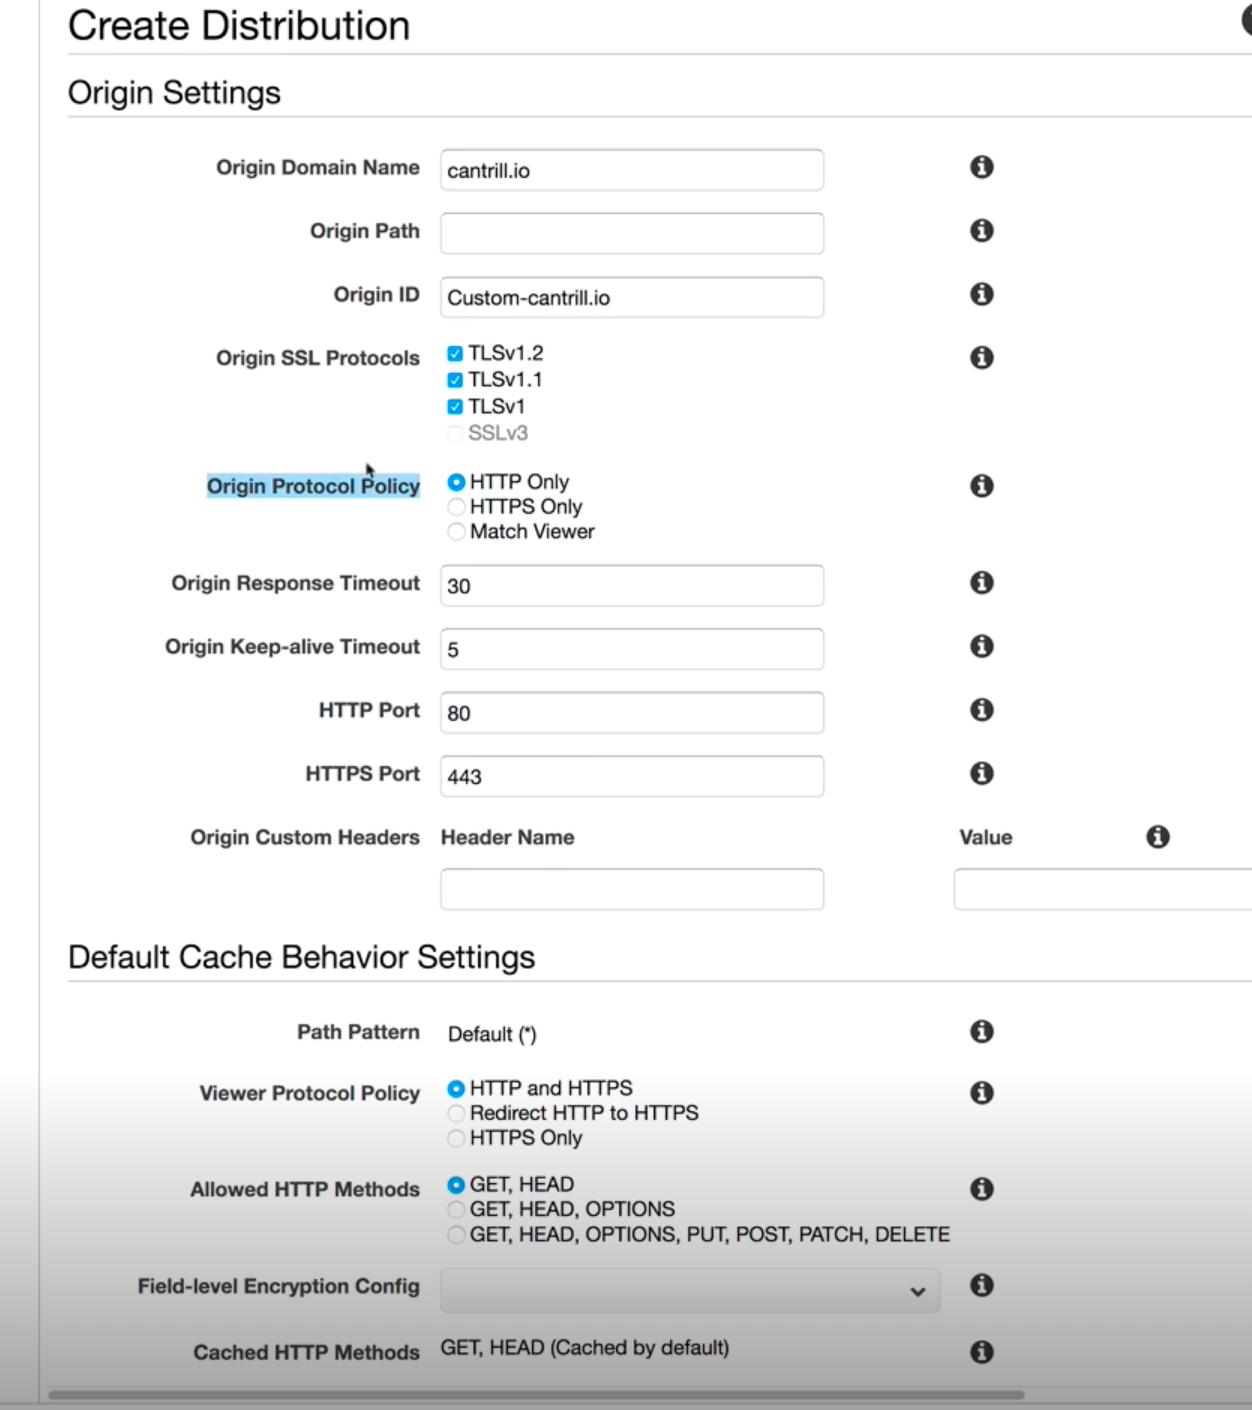 Create Distribution
Origin Settings
Origin Domain Name cantrill.io
Origin Path
Origin ID Custom-cantrill.io
Origin SSL Protocols TLSv1.2
TLSv1.1
TLSv1
SSLv3
Origin Protocol Policy HTTP Only
HTTPS Only
Match Viewer
Origin Response Timeout 30
Origin Keep-alive Timeout 5
HTTP Port 80
HTTPS Port 443
Origin Custom Headers Header Name Value
Default Cache Behavior Settings
Path Pattern Default (*)
Viewer Protocol Policy HTTP and HTTPS
Redirect HTTP to HTTPS
HTTPS Only
Allowed HTTP Methods GET, HEAD
GET, HEAD, OPTIONS
GET, HEAD, OPTIONS, PUT, POST, PATCH, DELETE
Field-level Encryption Config
Cached HTTP Methods GET, HEAD (Cached by default)